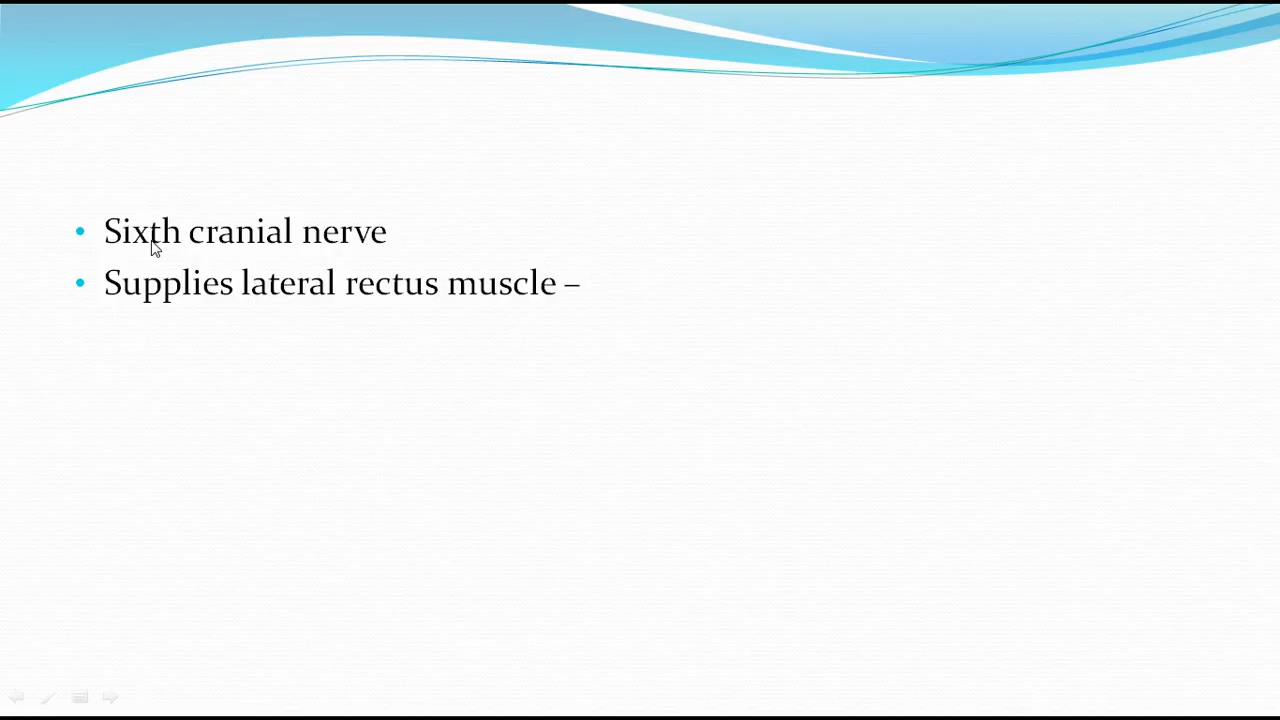 • Sixth cranial nerve
• Supplies lateral rectus muscle –